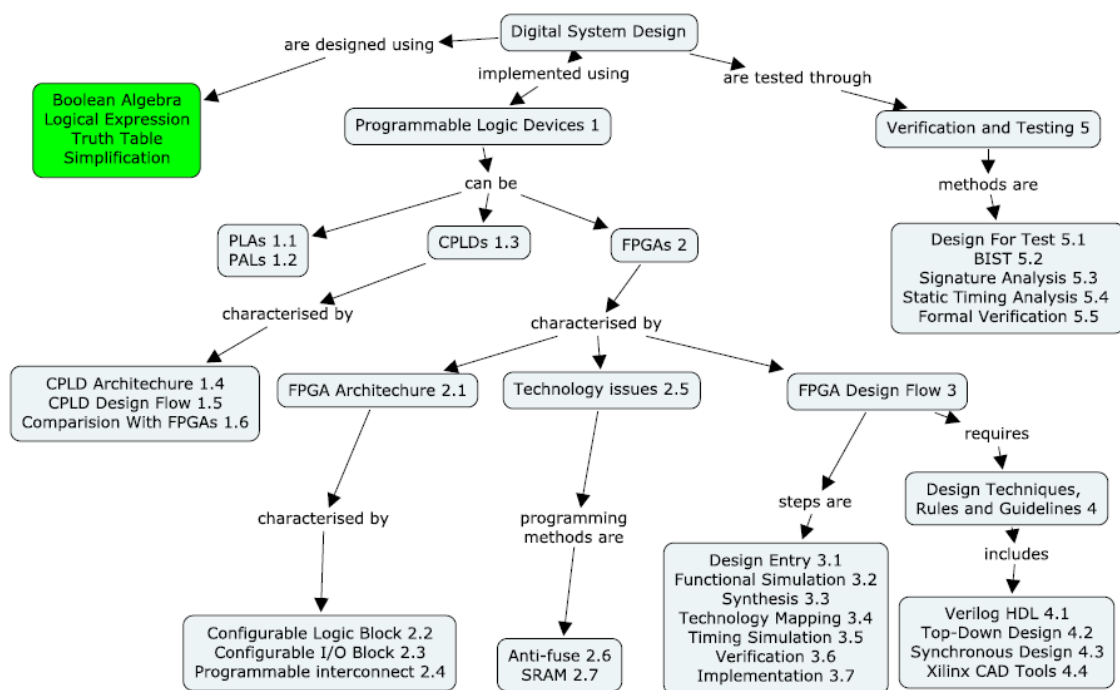 Digital System Design
are designed using
implemented using
are tested through
Boolean Algebra
Logical Expression
Truth Table
Simplification
Programmable Logic Devices 1
Verification and Testing 5
can be
methods are
PLAs 1.1
PALs 1.2
CPLDs 1.3
FPGAs 2
Design For Test 5.1
BIST 5.2
Signature Analysis 5.3
Static Timing Analysis 5.4
Formal Verification 5.5
characterised by
characterised by
CPLD Architechure 1.4
CPLD Design Flow 1.5
Comparision With FPGAs 1.6
FPGA Architechure 2.1
Technology issues 2.5
FPGA Design Flow 3
requires
characterised by
programming
methods are
steps are
Design Techniques,
Rules and Guidelines 4
includes
Configurable Logic Block 2.2
Configurable I/O Block 2.3
Programmable interconnect 2.4
Anti-fuse 2.6
SRAM 2.7
Design Entry 3.1
Functional Simulation 3.2
Synthesis 3.3
Technology Mapping 3.4
Timing Simulation 3.5
Verification 3.6
Implementation 3.7
Verilog HDL 4.1
Top-Down Design 4.2
Synchronous Design 4.3
Xilinx CAD Tools 4.4